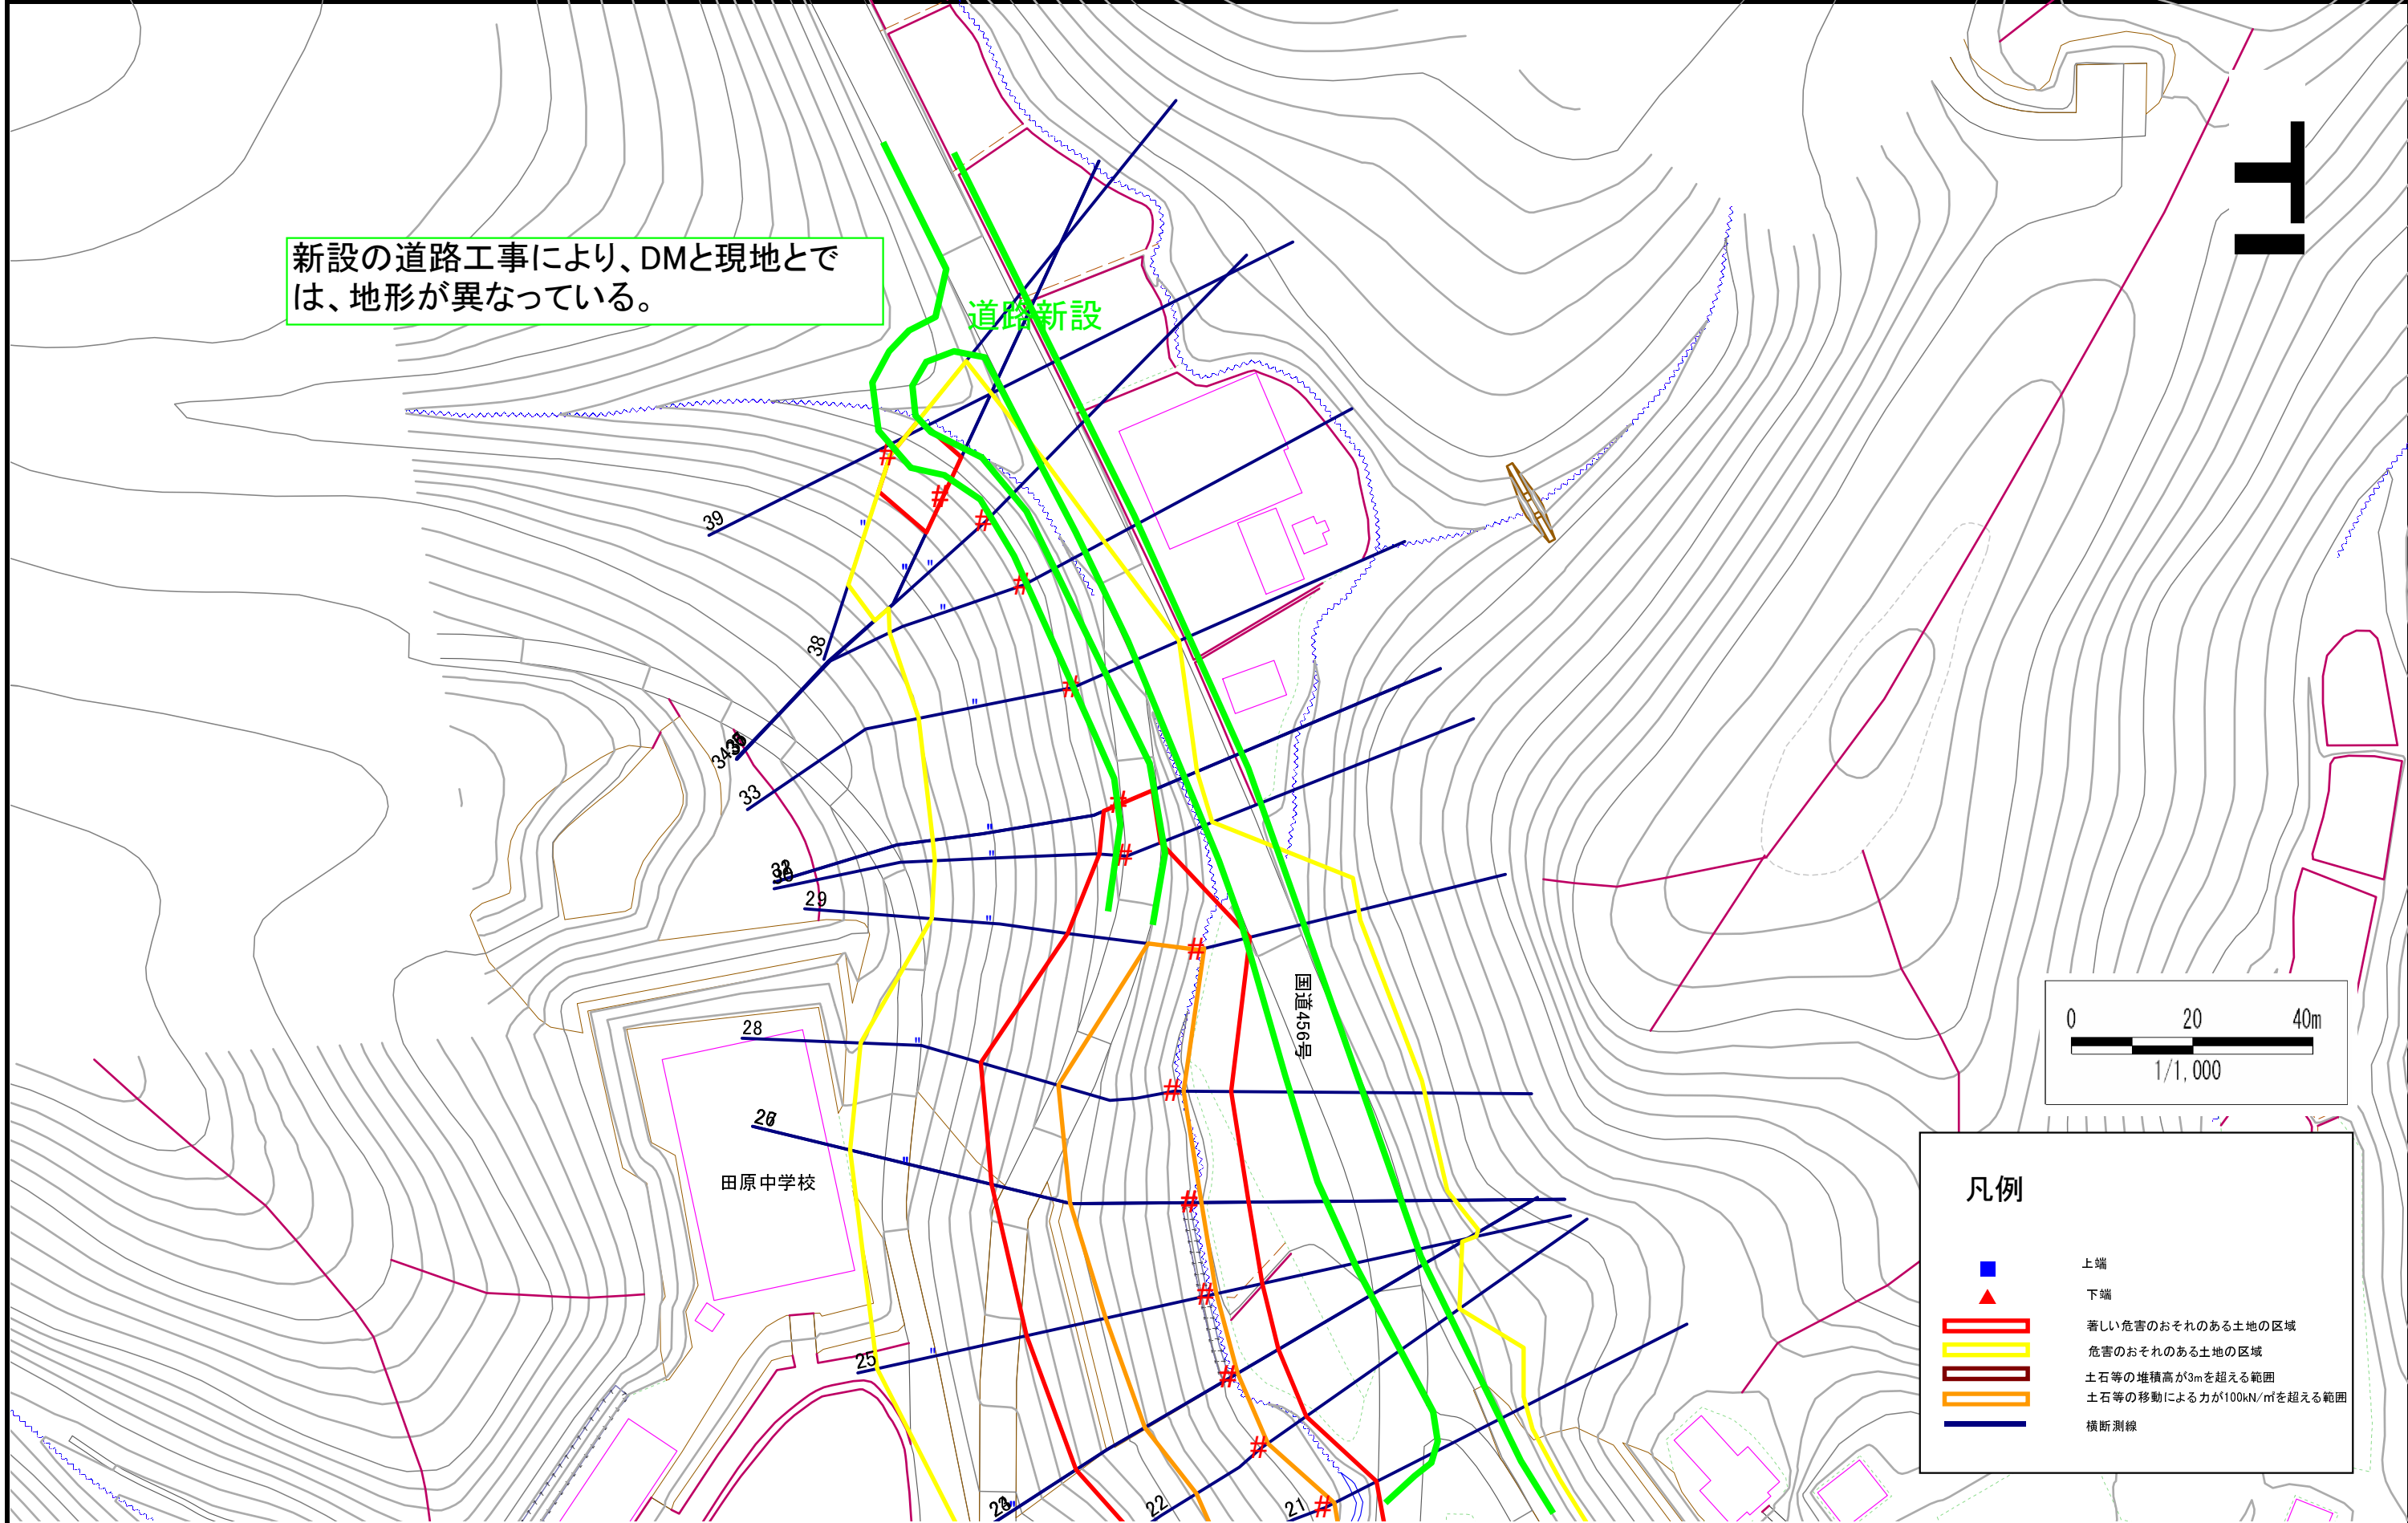 新設の道路工事により、DMと現地とで
は、地形が異なっている。
道路新設
39
38
33
29
28
25
22
21
国道456号
田原中学校
0 20 40m
1/1,000
凡例
上端
下端
著しい危害のおそれのある土地の区域
危害のおそれのある土地の区域
土石等の堆積高が3mを超える範囲
土石等の移動による力が100kN/㎡を超える範囲
横断測線